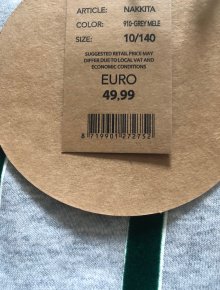 ARTICLE: NAKKITA
COLOR: 910-GREY MELE
SIZE: 10/140
SUGGESTED RETAIL PRICE MAY
DIFFER DUE TO LOCAL VAT AND
ECONOMIC CONDITIONS
EURO
49,99
8719901272752